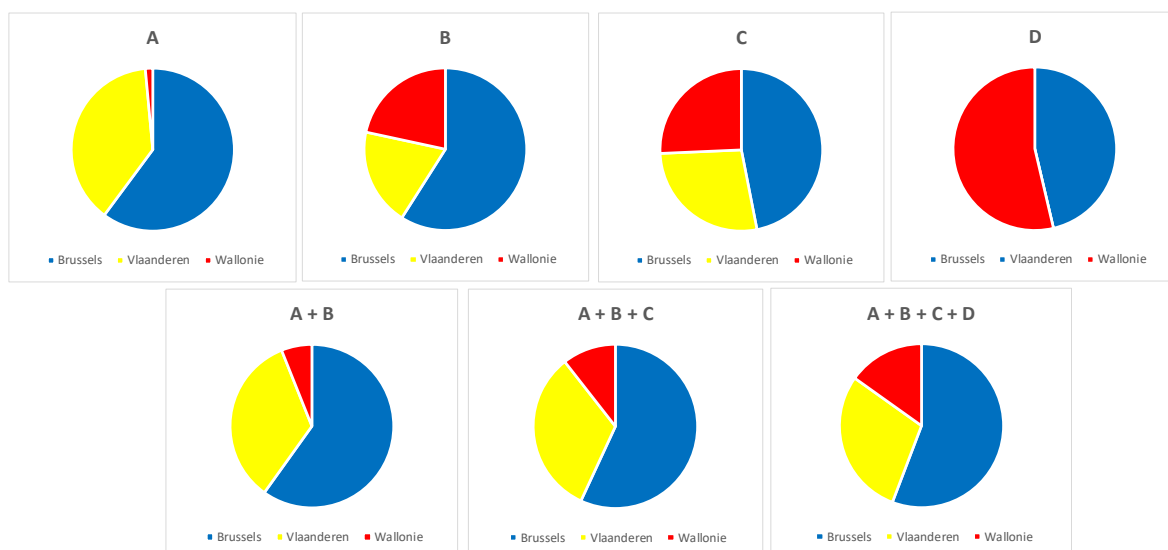 A
Brussels Vlaanderen Wallonie
B
Brussels Vlaanderen Wallonie
C
Brussels Vlaanderen Wallonie
D
Brussels Vlaanderen Wallonie
A + B
Brussels Vlaanderen Wallonie
A + B + C
Brussels Vlaanderen Wallonie
A + B + C + D
Brussels Vlaanderen Wallonie